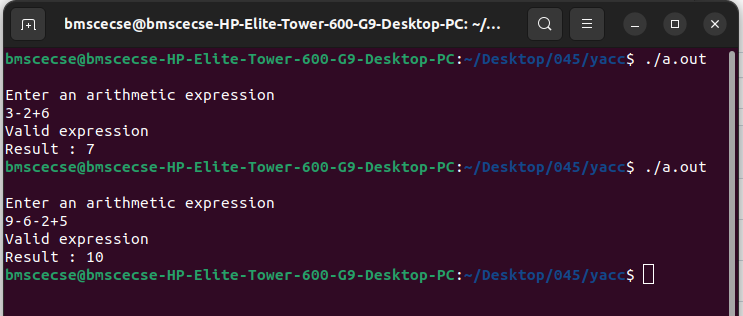 bmscecse@bmscecse-HP-Elite-Tower-600-G9-Desktop-PC: ~/...
bmscecse@bmscecse-HP-Elite-Tower-600-G9-Desktop-PC:~/Desktop/045/yacc$ ./a.out
Enter an arithmetic expression
3-2+6
Valid expression
Result : 7
bmscecse@bmscecse-HP-Elite-Tower-600-G9-Desktop-PC:~/Desktop/045/yacc$ ./a.out
Enter an arithmetic expression
9-6-2+5
Valid expression
Result : 10
bmscecse@bmscecse-HP-Elite-Tower-600-G9-Desktop-PC:~/Desktop/045/yacc$